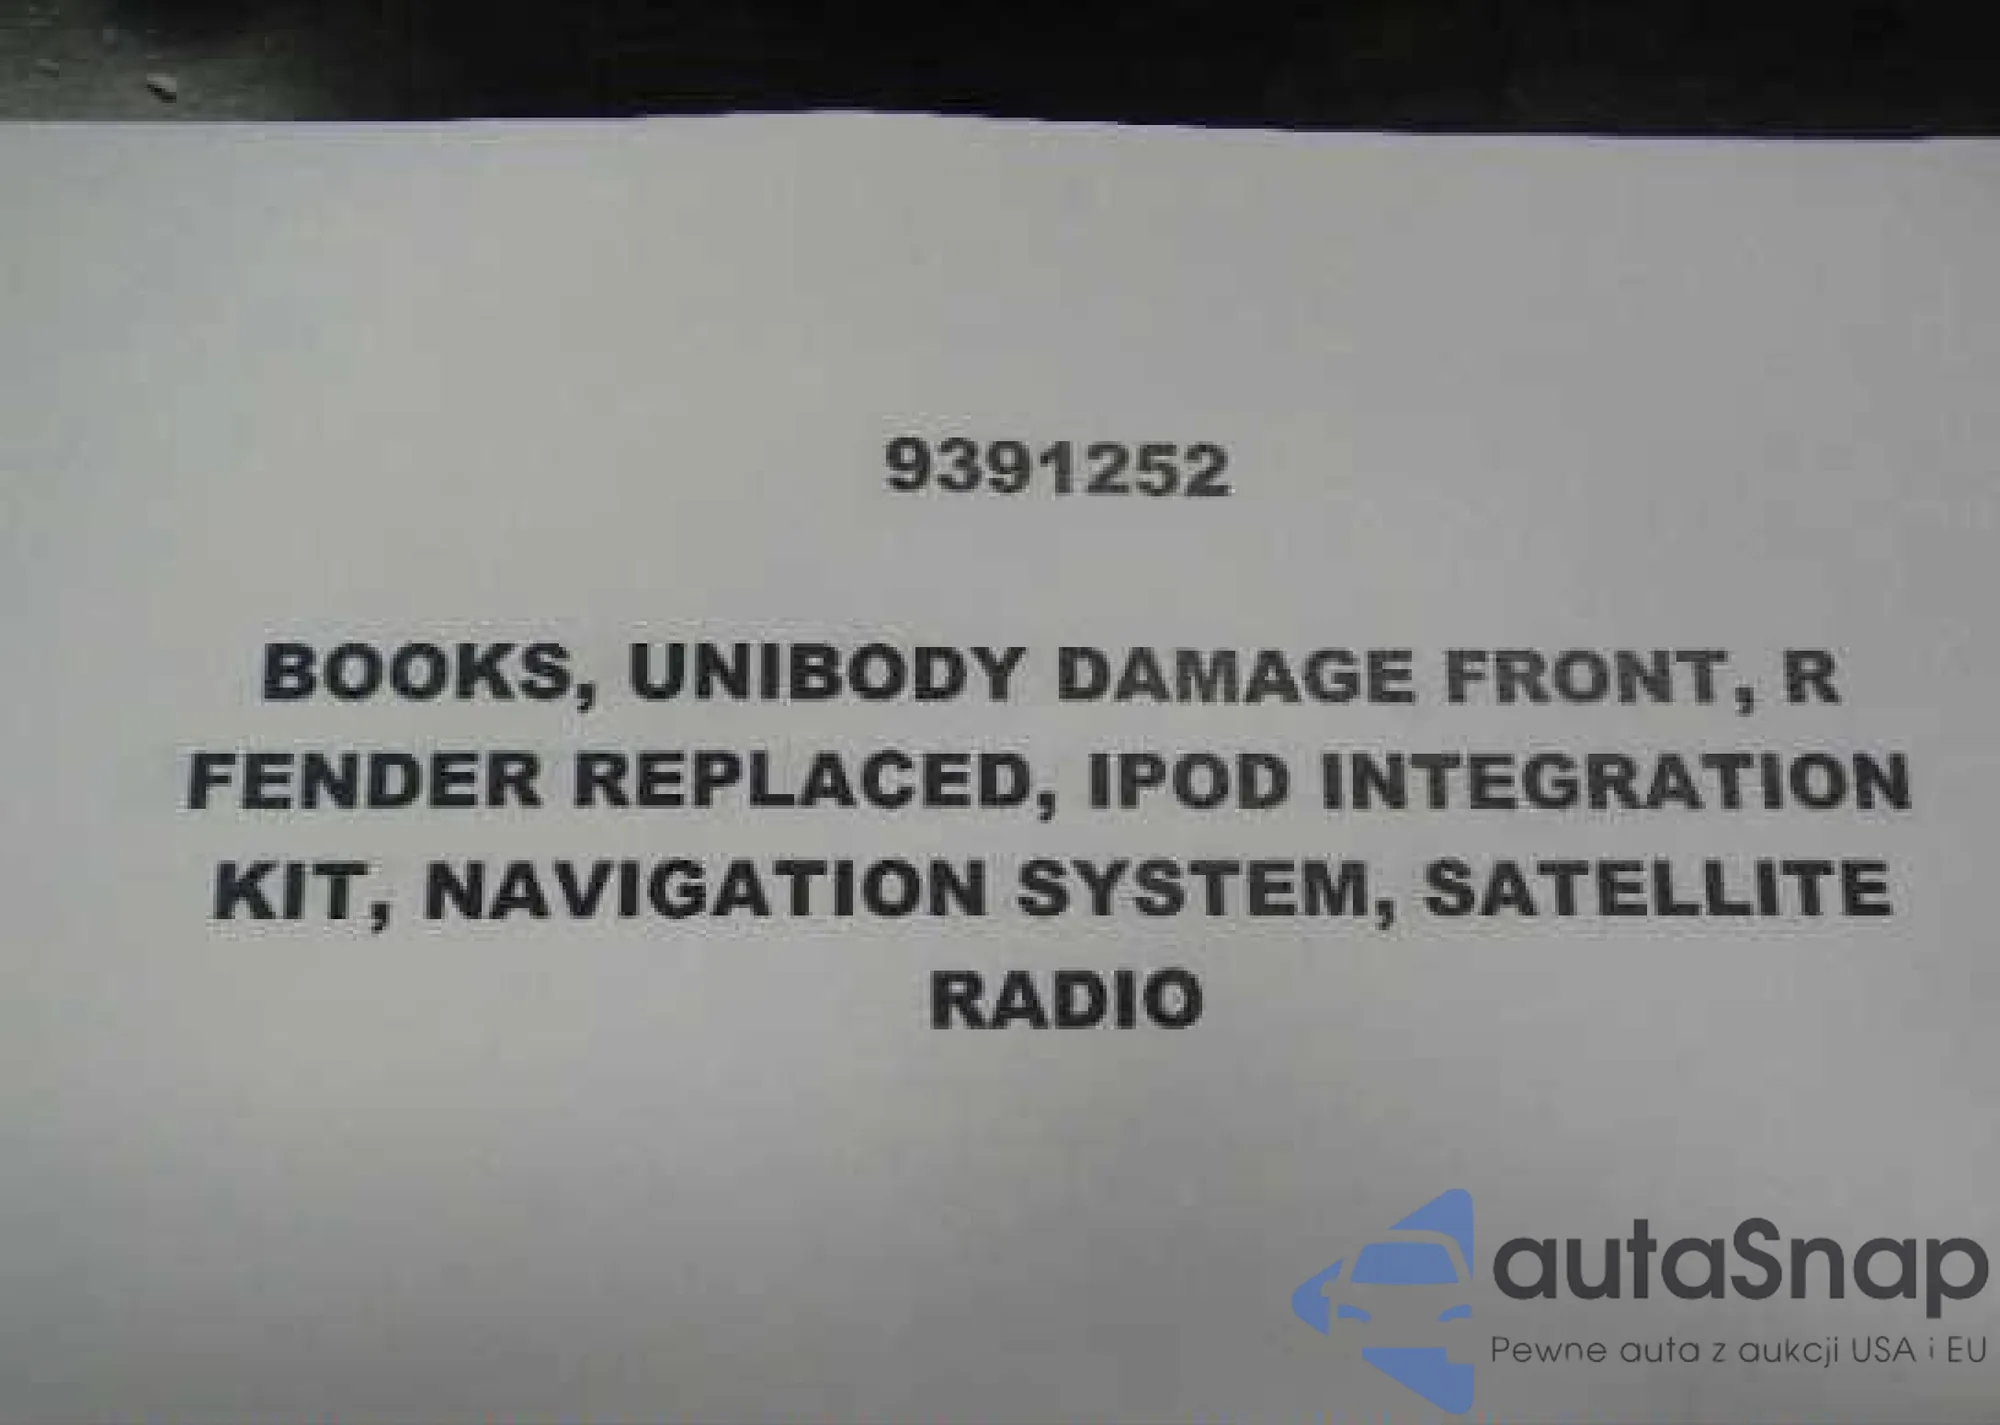 9391252
BOOKS, UNIBODY DAMAGE FRONT, R
FENDER REPLACED, IPOD INTEGRATION
KIT, NAVIGATION SYSTEM, SATELLITE
RADIO
autaSnap
Pewne auta z aukcji USA i EU